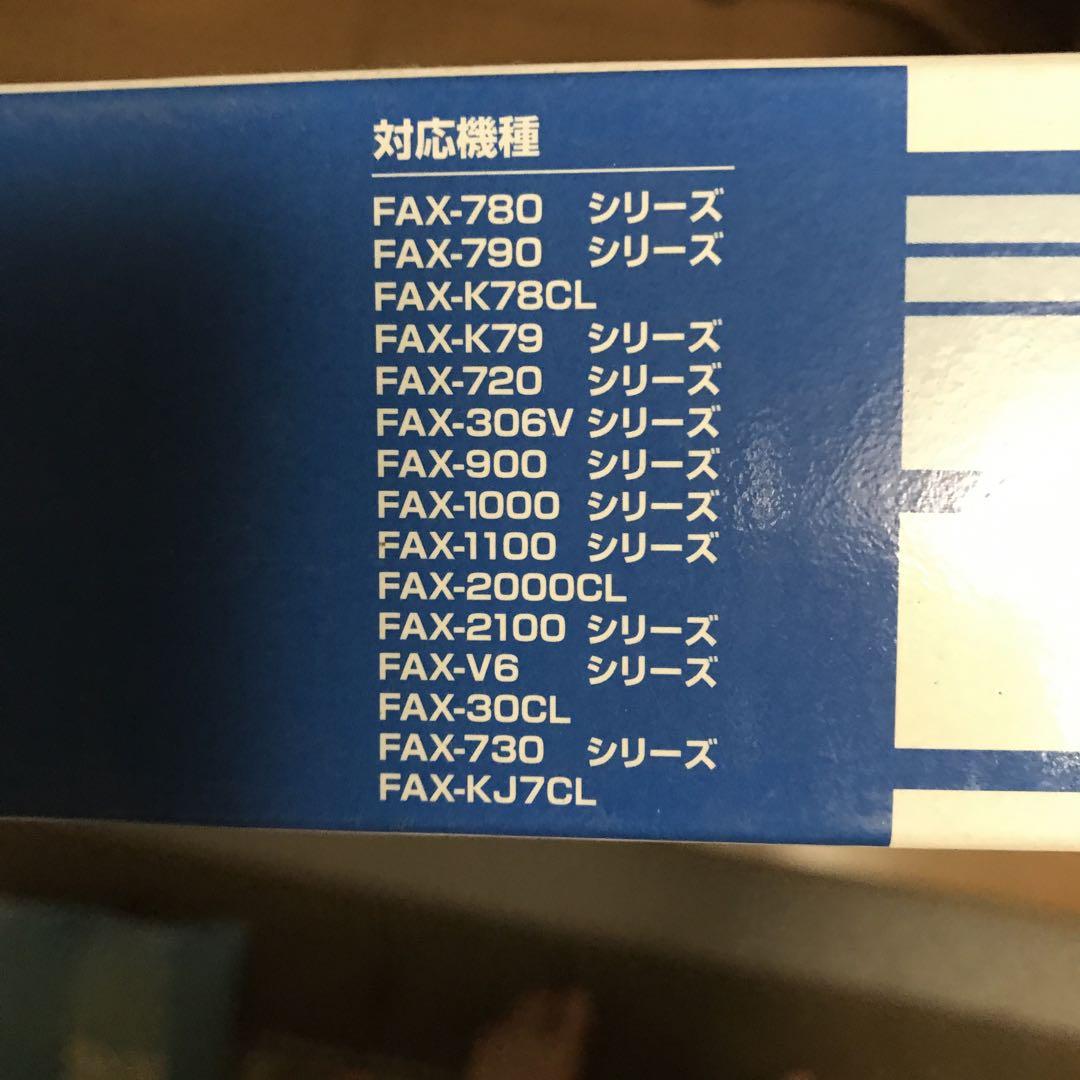 対応機種
FAX-780 シリーズ
FAX-790 シリーズ
FAX-K78CL
FAX-K79 シリーズ
FAX-720 シリーズ
FAX-306V シリーズ
FAX-900 シリーズ
FAX-1000 シリーズ
FAX-1100 シリーズ
FAX-2000CL
FAX-2100 シリーズ
FAX-V6 シリーズ
FAX-30CL
FAX-730 シリーズ
FAX-KJ7CL